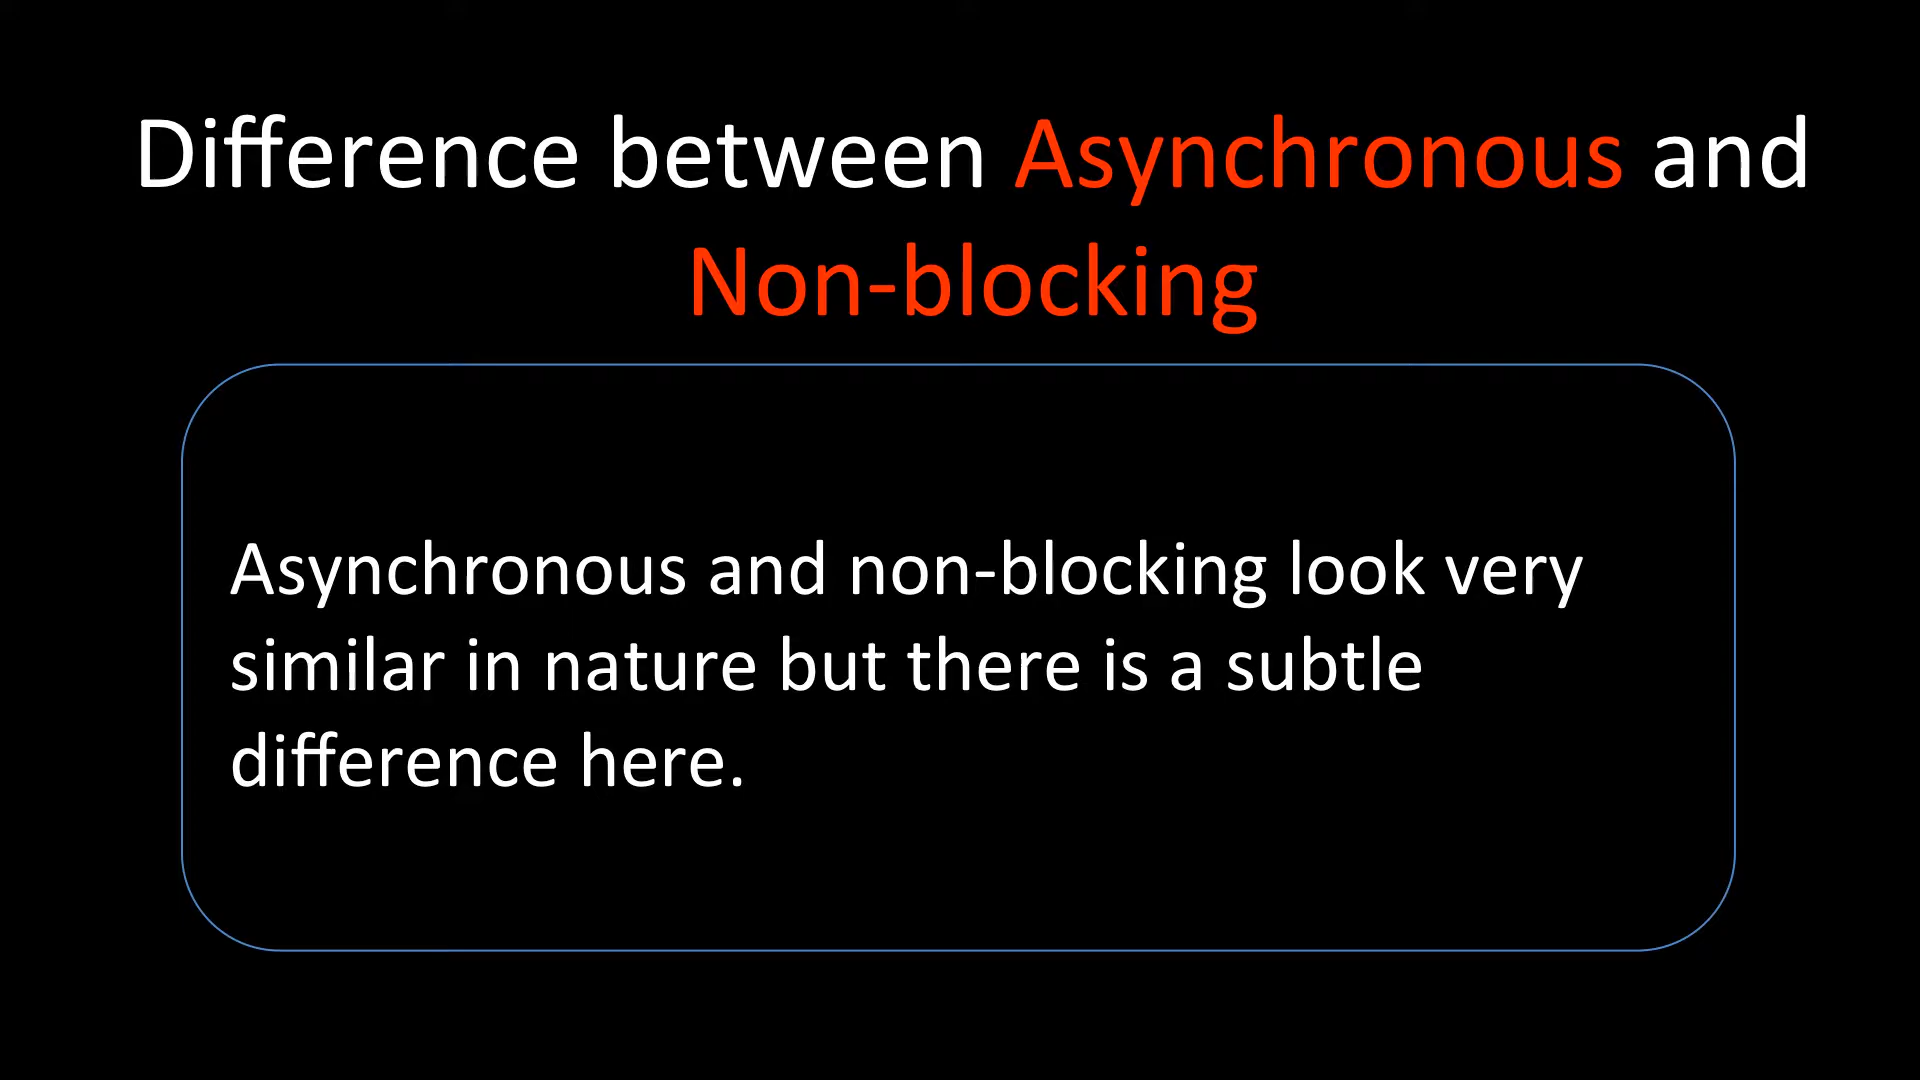 Difference between Asynchronous and
Non-blocking
Asynchronous and non-blocking look very
similar in nature but there is a subtle
difference here.